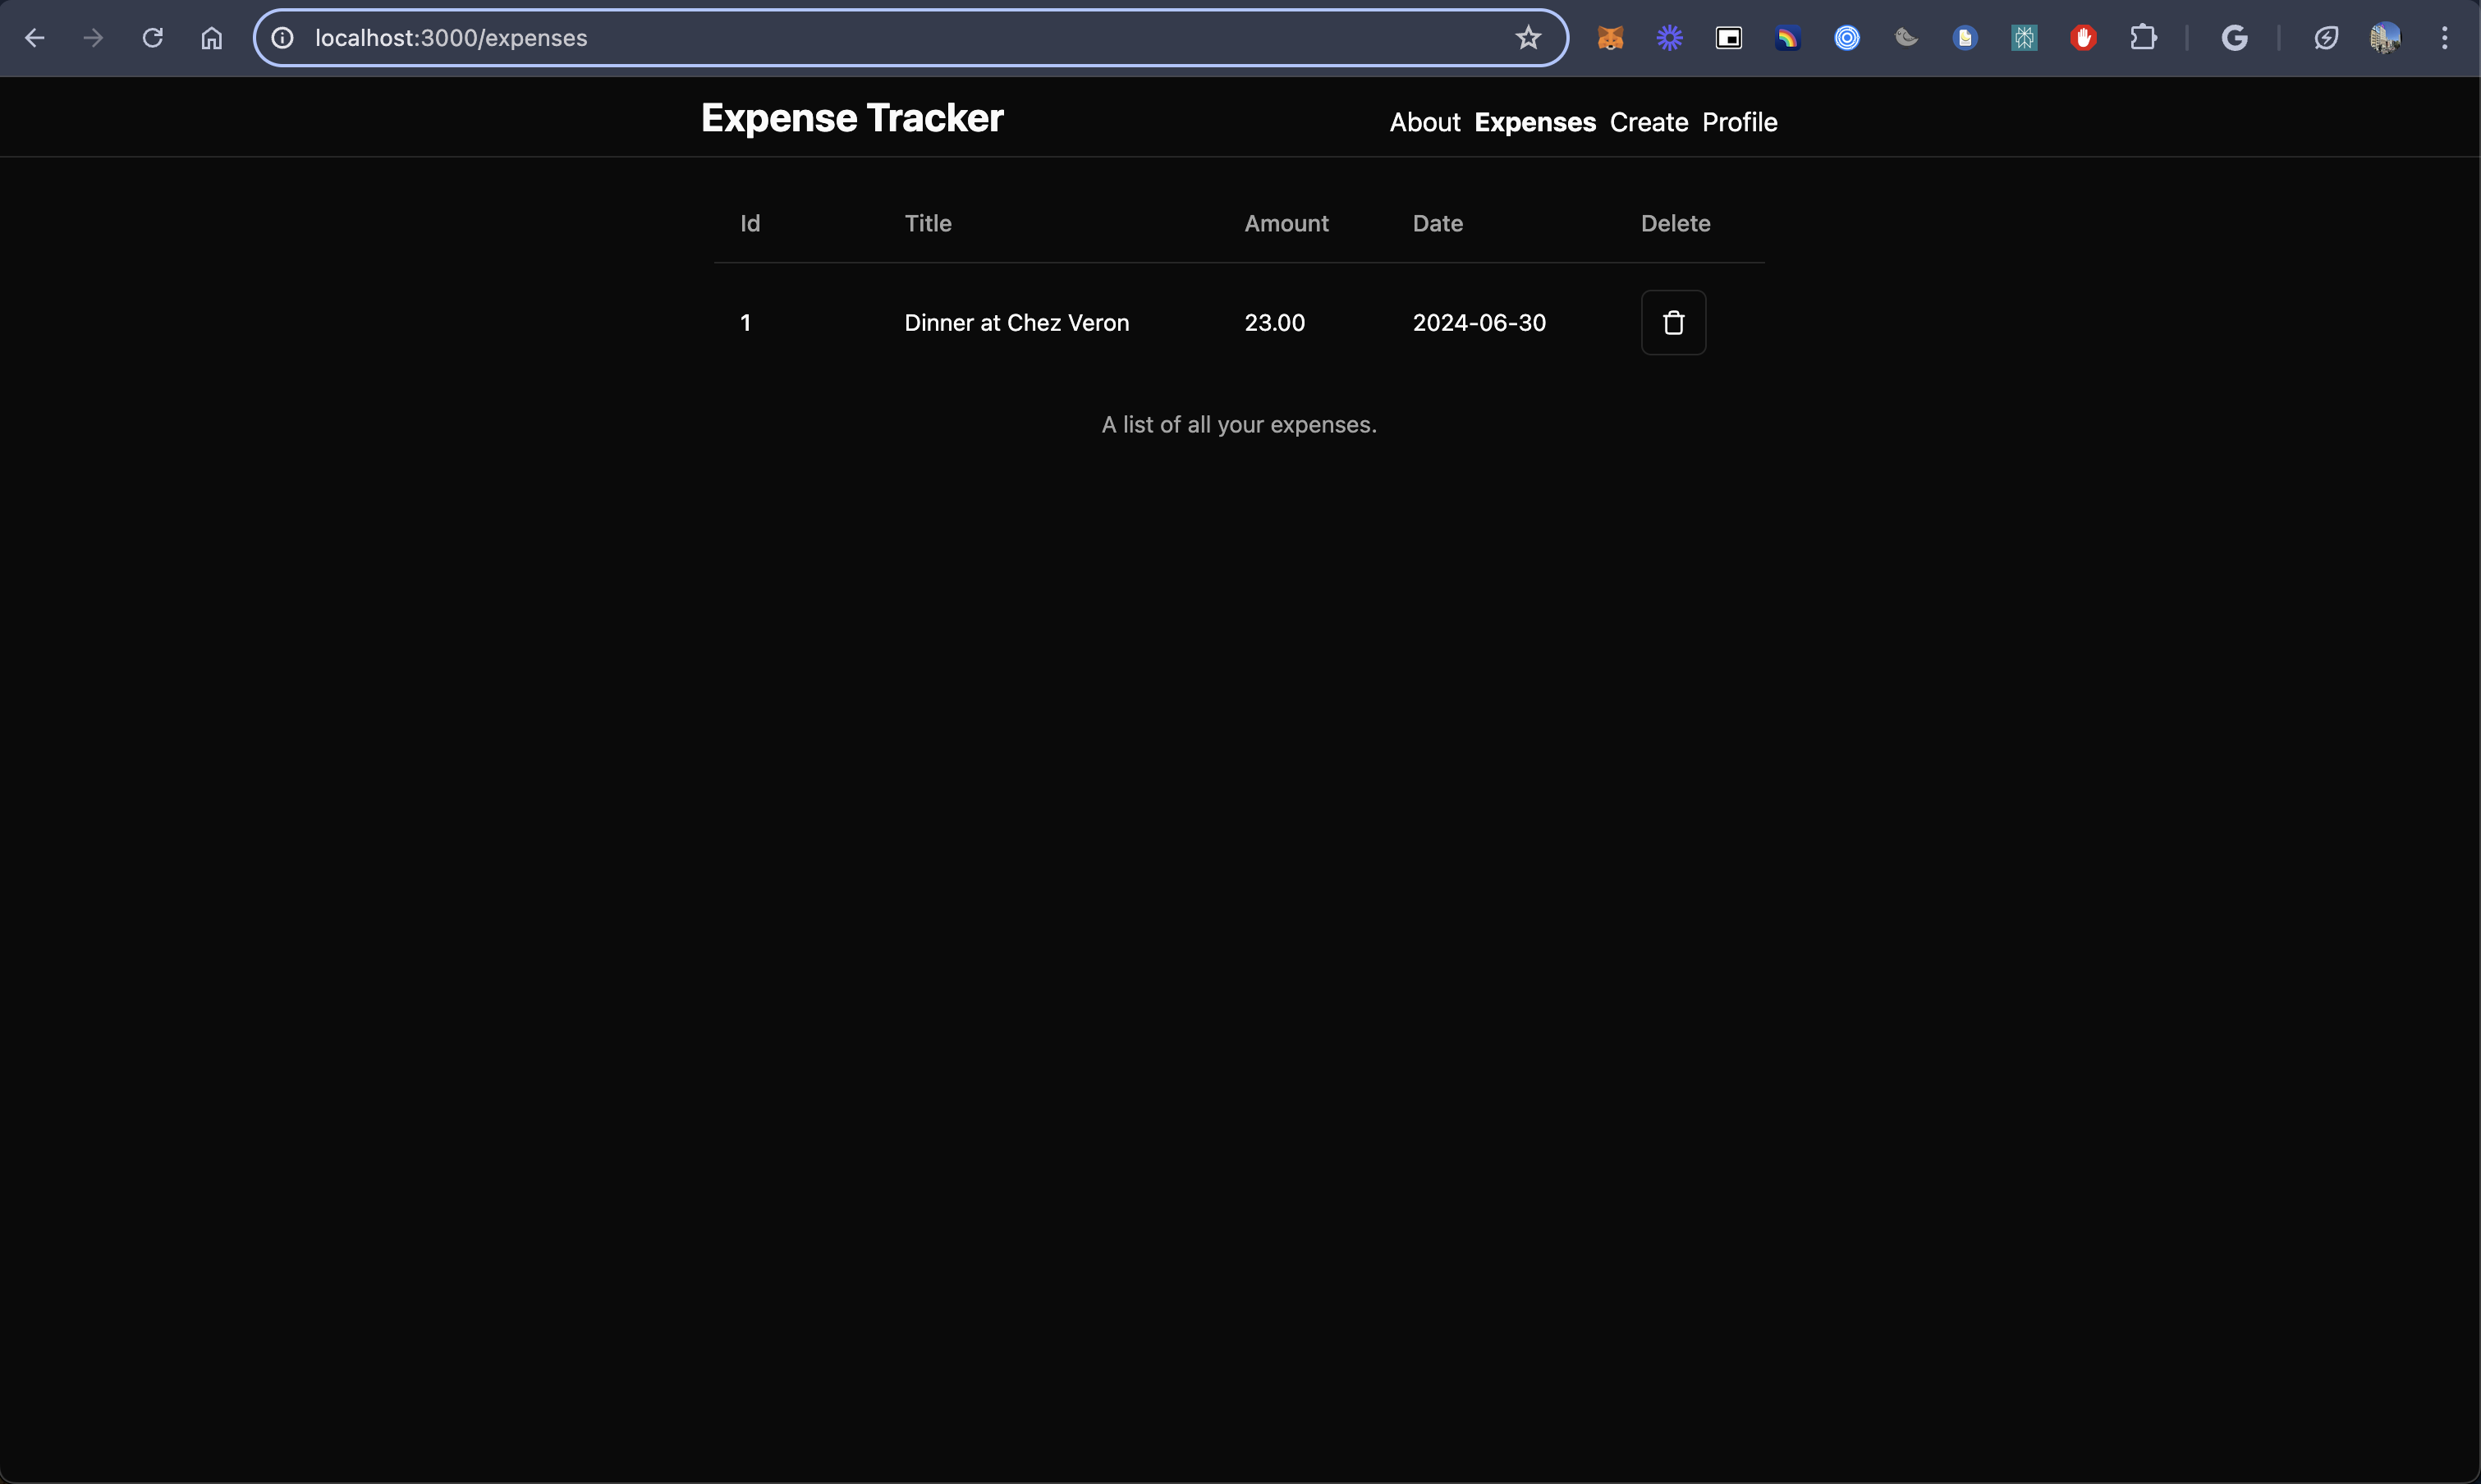 localhost:3000/expenses
Expense Tracker
About Expenses Create Profile
Id Title Amount Date Delete
1 Dinner at Chez Veron 23.00 2024-06-30
A list of all your expenses.